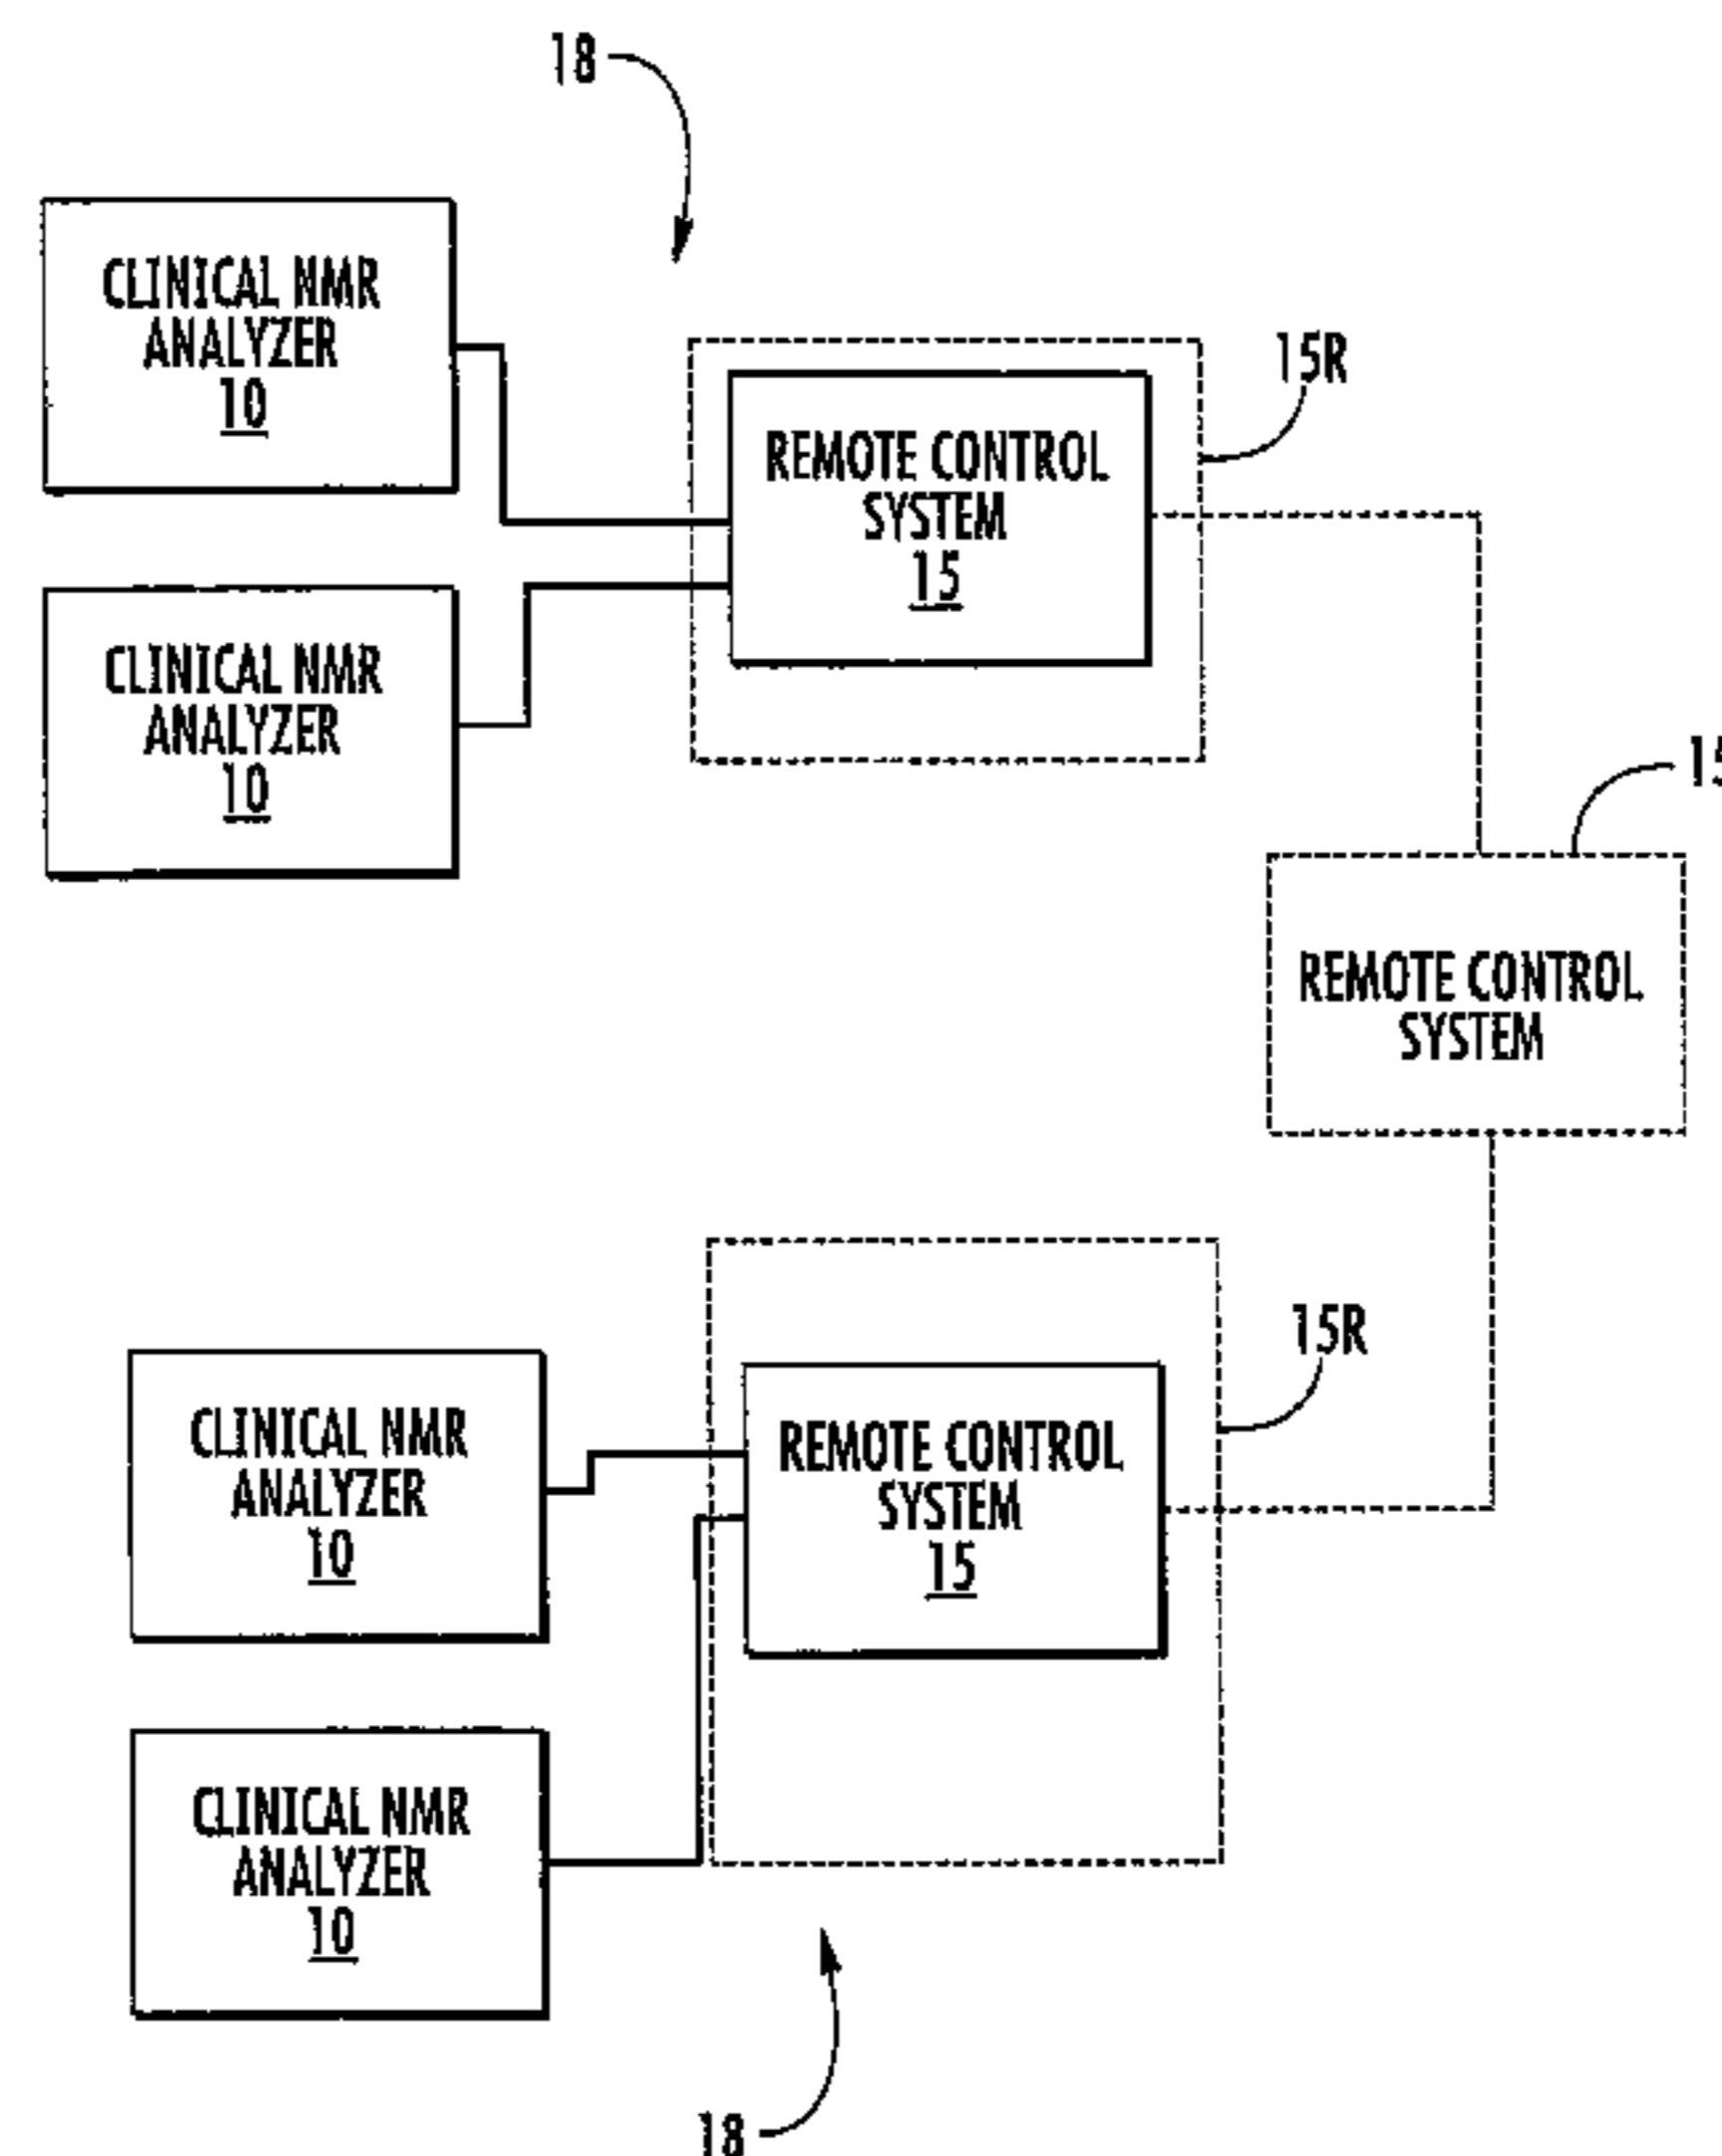 18
CLINICAL NMR
ANALYZER
10
15R
REMOTE CONTROL
SYSTEM
15
CLINICAL NMR
ANALYZER
10
15
REMOTE CONTROL
SYSTEM
15R
CLINICAL NMR
ANALYZER
10
REMOTE CONTROL
SYSTEM
15
CLINICAL NMR
ANALYZER
10
18